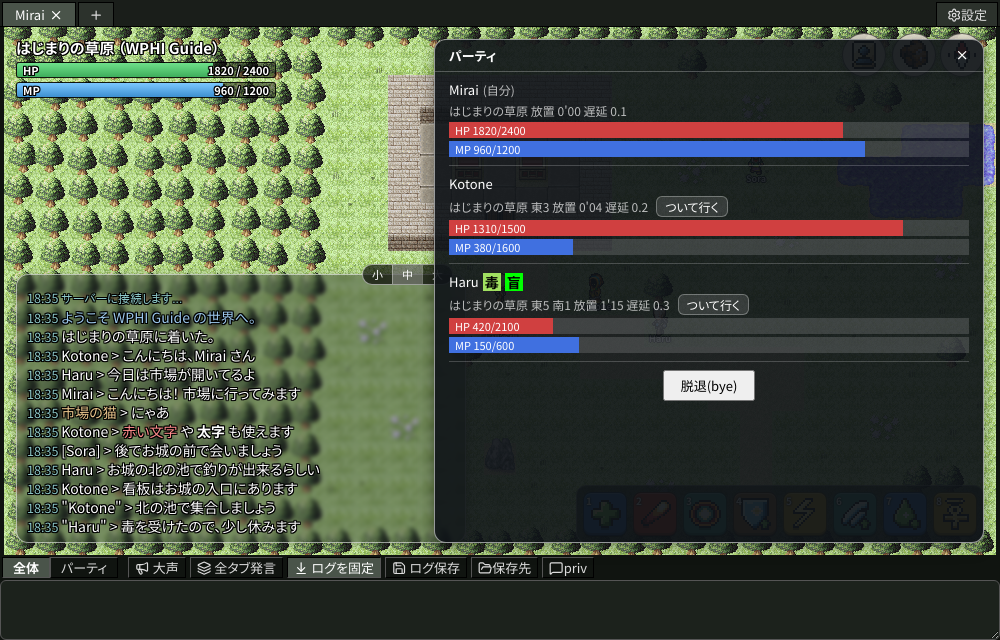 Mirai
設定
はじまりの草原 (WPHI Guide)
HP 1820 / 2400
MP 960 / 1200
小 中
18:35 サーバーに接続します...
18:35 ようこそ WPHI Guide の世界へ。
18:35 はじまりの草原に着いた。
18:35 Kotone > こんにちは、Mirai さん
18:35 Haru > 今日は市場が開いてるよ
18:35 Mirai > こんにちは! 市場に行ってみます
18:35 市場の猫 > にゃあ
18:35 Kotone > 赤い文字 や 太字 も使えます
18:35 [Sora] > 後でお城の前で会いましょう
18:35 Haru > お城の北の池で釣りが出来るらしい
18:35 Kotone > 看板はお城の入口にあります
18:35 "Kotone" > 北の池で集合しましょう
18:35 "Haru" > 毒を受けたので、少し休みます
パーティ
Mirai (自分)
はじまりの草原 放置 0'00 遅延 0.1
HP 1820/2400
MP 960/1200
Kotone
はじまりの草原 東3 放置 0'04 遅延 0.2 ついて行く
HP 1310/1500
MP 380/1600
Haru 毒 盲
はじまりの草原 東5 南1 放置 1'15 遅延 0.3 ついて行く
HP 420/2100
MP 150/600
脱退(bye)
全体 パーティ 大声 全タブ発言 ログを固定 ログ保存 保存先 priv